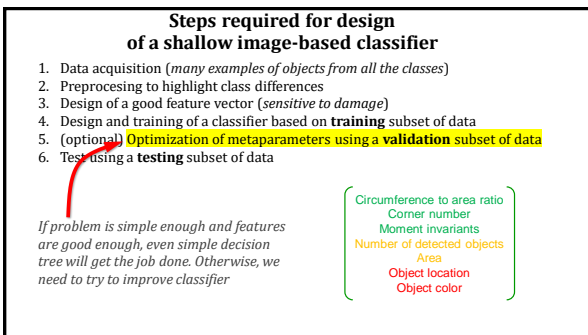 Steps required for design
of a shallow image-based classifier
1. Data acquisition (many examples of objects from all the classes)
2. Preprocesing to highlight class differences
3. Design of a good feature vector (sensitive to damage)
4. Design and training of a classifier based on training subset of data
5. (optional) Optimization of metaparameters using a validation subset of data
6. Test using a testing subset of data
If problem is simple enough and features
are good enough, even simple decision
tree will get the job done. Otherwise, we
need to try to improve classifier
Circumference to area ratio
Corner number
Moment invariants
Number of detected objects
Area
Object location
Object color